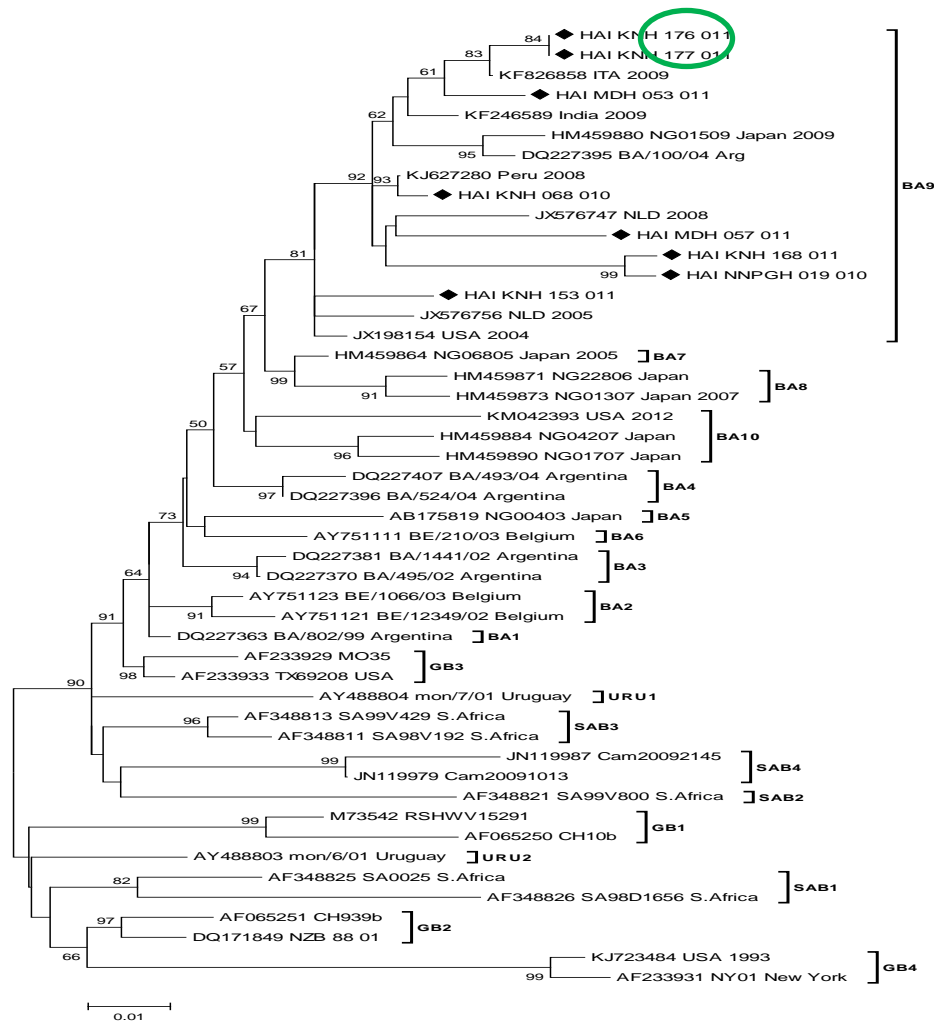 84
HAI KNH 176 011
HAI KNH 177 011
83
KF826858 ITA 2009
61
HAI MDH 053 011
62
KF246589 India 2009
HM459880 NG01509 Japan 2009
95
DQ227395 BA/100/04 Arg
92
93
KJ627280 Peru 2008
BA9
HAI KNH 068 010
JX576747 NLD 2008
HAI MDH 057 011
81
HAI KNH 168 011
99
HAI NNPGH 019 010
HAI KNH 153 011
67
JX576756 NLD 2005
JX198154 USA 2004
HM459864 NG06805 Japan 2005
BA7
57
99
HM459871 NG22806 Japan
BA8
91
HM459873 NG01307 Japan 2007
50
KM042393 USA 2012
HM459884 NG04207 Japan
BA10
96
HM459890 NG01707 Japan
DQ227407 BA/493/04 Argentina
BA4
97
DQ227396 BA/524/04 Argentina
73
AB175819 NG00403 Japan
BA5
AY751111 BE/210/03 Belgium
BA6
DQ227381 BA/1441/02 Argentina
BA3
64
94
DQ227370 BA/495/02 Argentina
AY751123 BE/1066/03 Belgium
BA2
91
AY751121 BE/12349/02 Belgium
91
DQ227363 BA/802/99 Argentina
BA1
AF233929 MO35
GB3
98
AF233933 TX69208 USA
90
AY488804 mon/7/01 Uruguay
URU1
96
AF348813 SA99V429 S.Africa
SAB3
AF348811 SA98V192 S.Africa
99
JN119987 Cam20092145
SAB4
JN119979 Cam20091013
AF348821 SA99V800 S.Africa
SAB2
99
M73542 RSHWV15291
GB1
AF065250 CH10b
AY488803 mon/6/01 Uruguay
URU2
82
AF348825 SA0025 S.Africa
SAB1
AF348826 SA98D1656 S.Africa
97
AF065251 CH939b
GB2
DQ171849 NZB 88 01
66
KJ723484 USA 1993
GB4
99
AF233931 NY01 New York
0.01